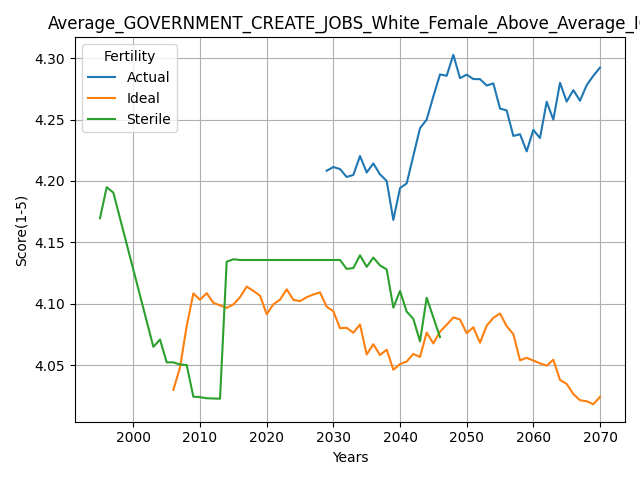 Average_GOVERNMENT_CREATE_JOBS_White_Female_Above_Average_I
Fertility
Actual
Ideal
Sterile
4.30
4.25
4.20
4.15
4.10
4.05
Score(1-5)
2000 2010 2020 2030 2040 2050 2060 2070
Years